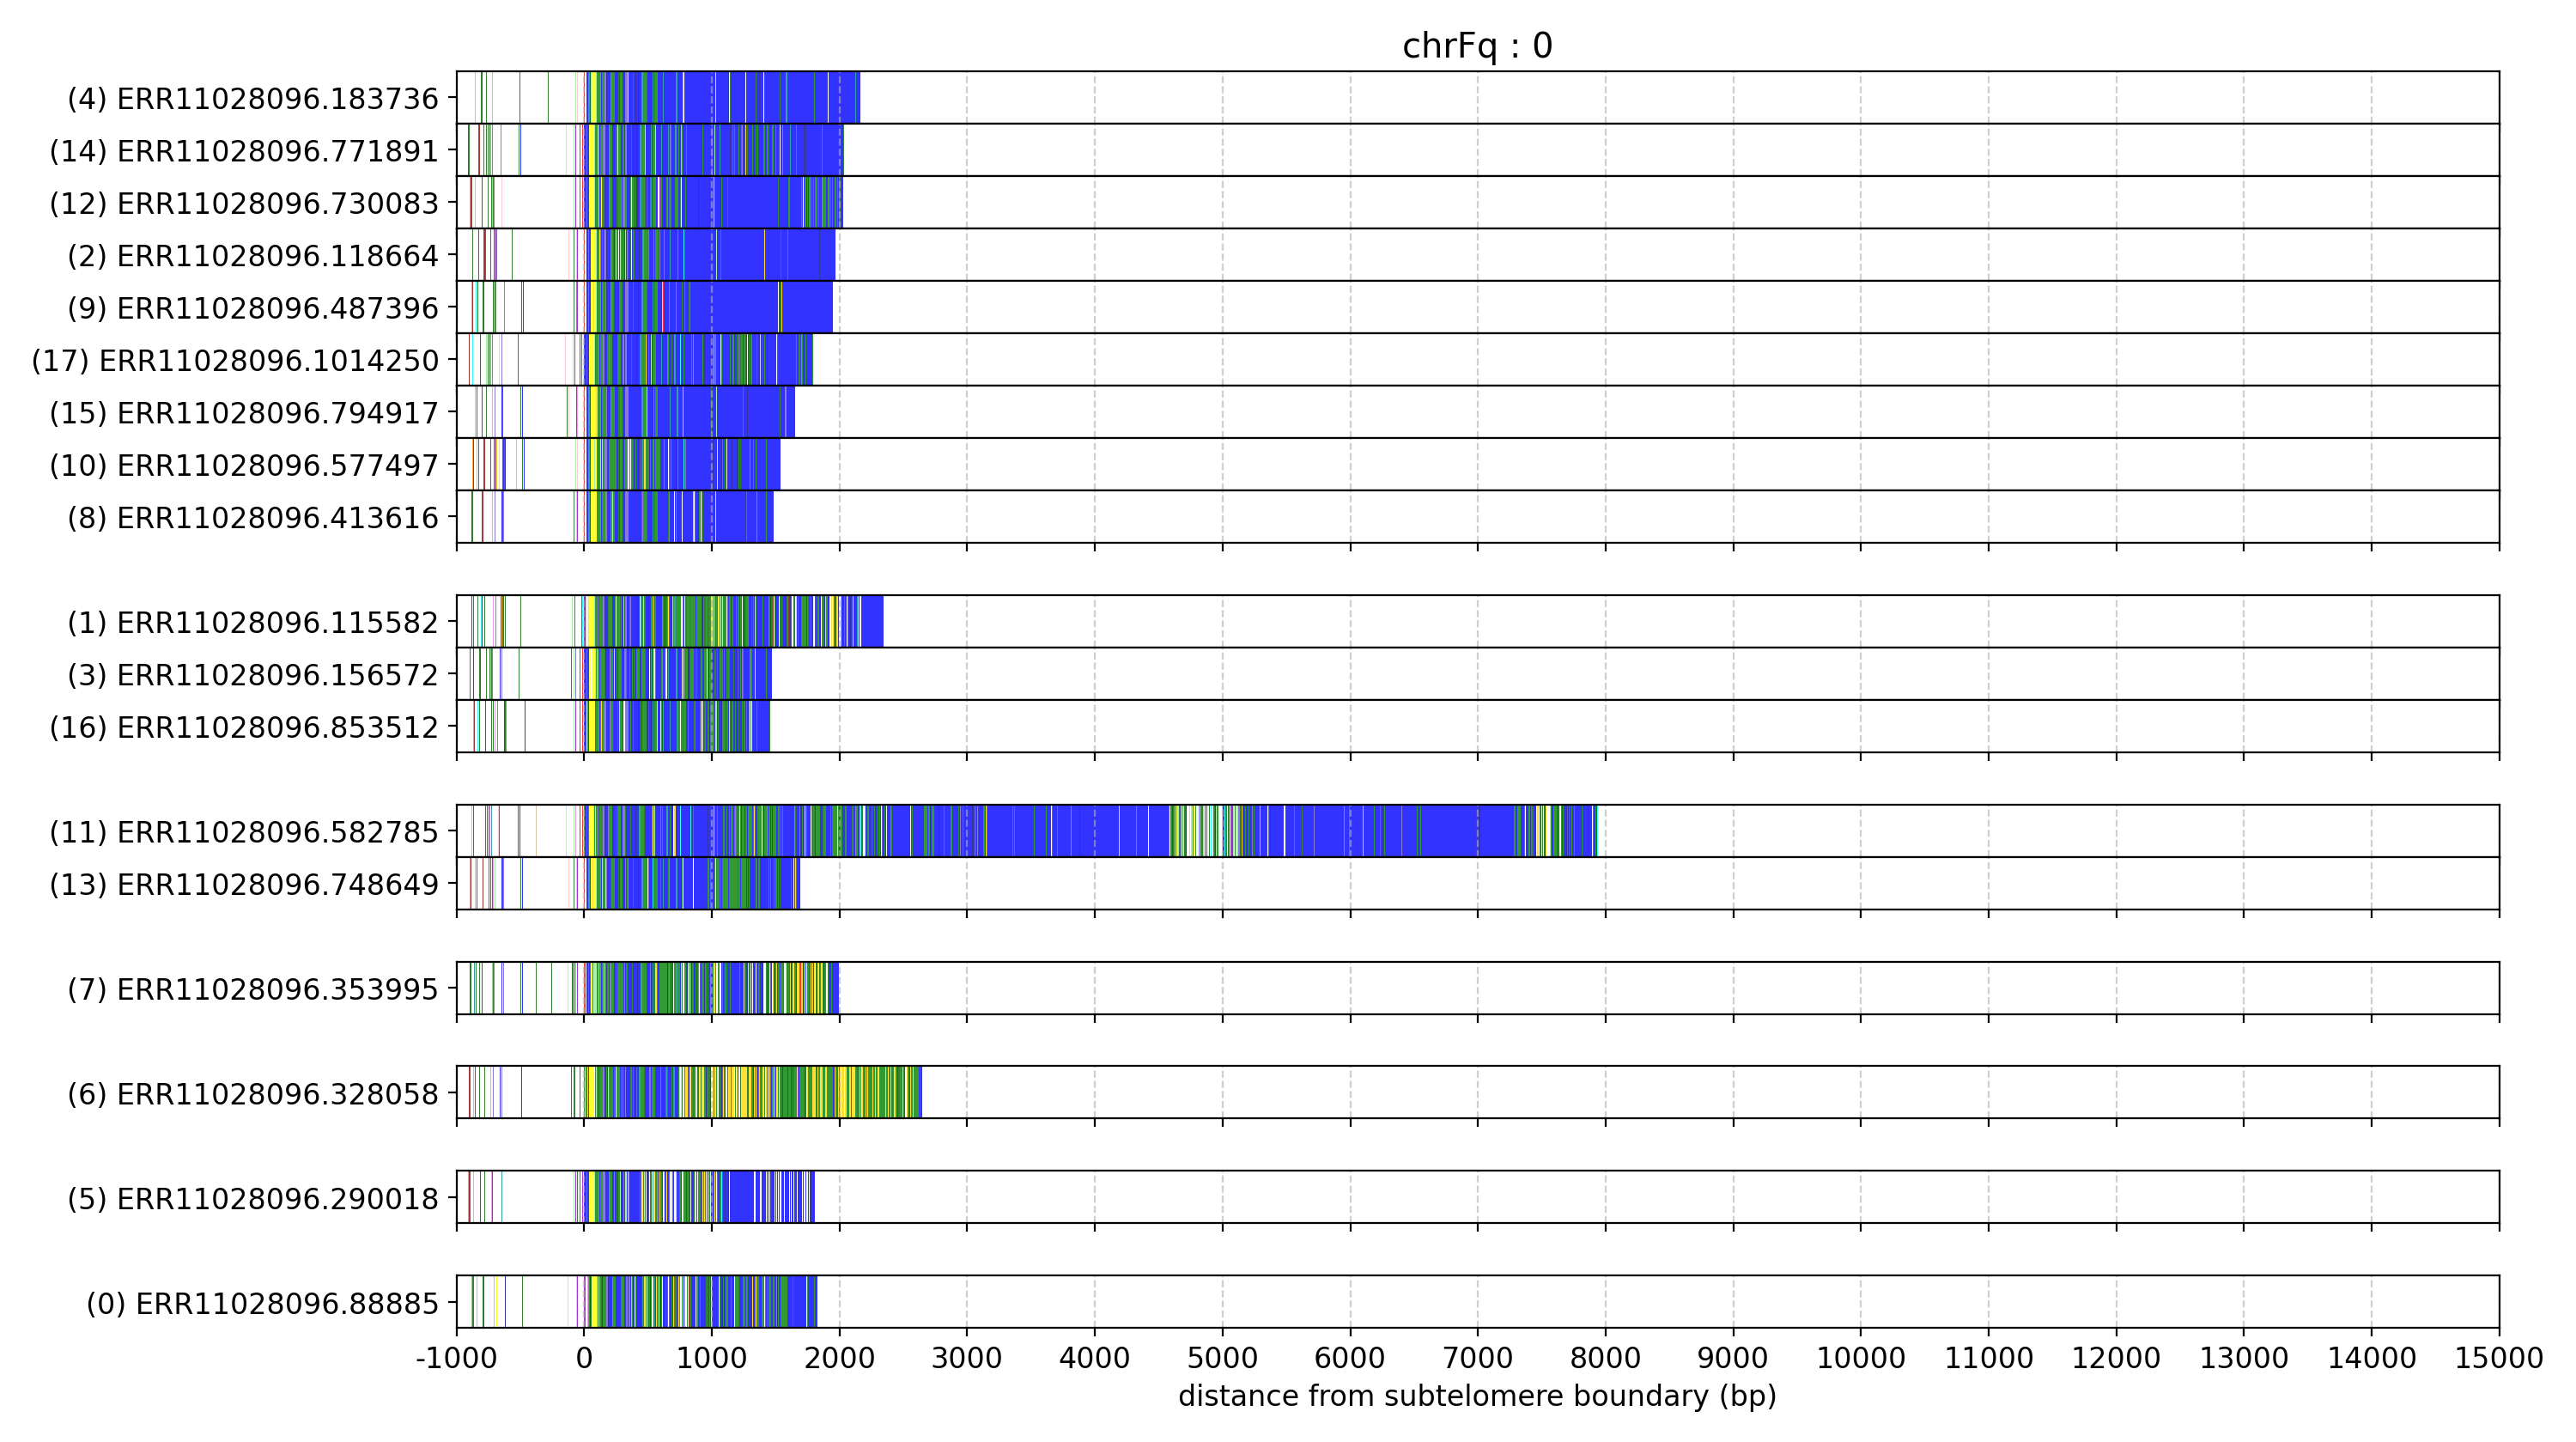 chrFq : 0
(4) ERR11028096.183736
(14) ERR11028096.771891
(12) ERR11028096.730083
(2) ERR11028096.118664
(9) ERR11028096.487396
(17) ERR11028096.1014250
(15) ERR11028096.794917
(10) ERR11028096.577497
(8) ERR11028096.413616
(1) ERR11028096.115582
(3) ERR11028096.156572
(16) ERR11028096.853512
(11) ERR11028096.582785
(13) ERR11028096.748649
(7) ERR11028096.353995
(6) ERR11028096.328058
(5) ERR11028096.290018
(0) ERR11028096.88885
-1000 0 1000 2000 3000 4000 5000 6000 7000 8000 9000 10000 11000 12000 13000 14000 15000
distance from subtelomere boundary (bp)